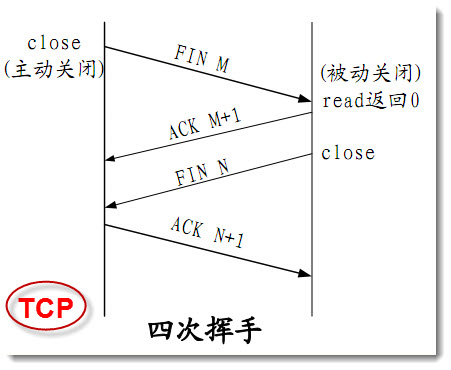 close
(主动关闭)
FIN M
(被动关闭)
read返回0
ACK M+1
close
FIN N
ACK N+1
TCP
四次挥手